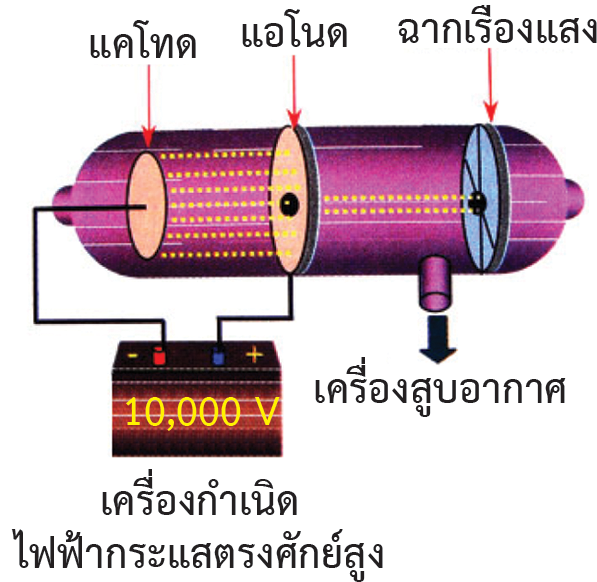 แคโทด
แอโนด
ฉากเรืองแสง
- +
10,000 V
เครื่องสูบอากาศ
เครื่องกำเนิด
ไฟฟ้ากระแสตรงศักย์สูง